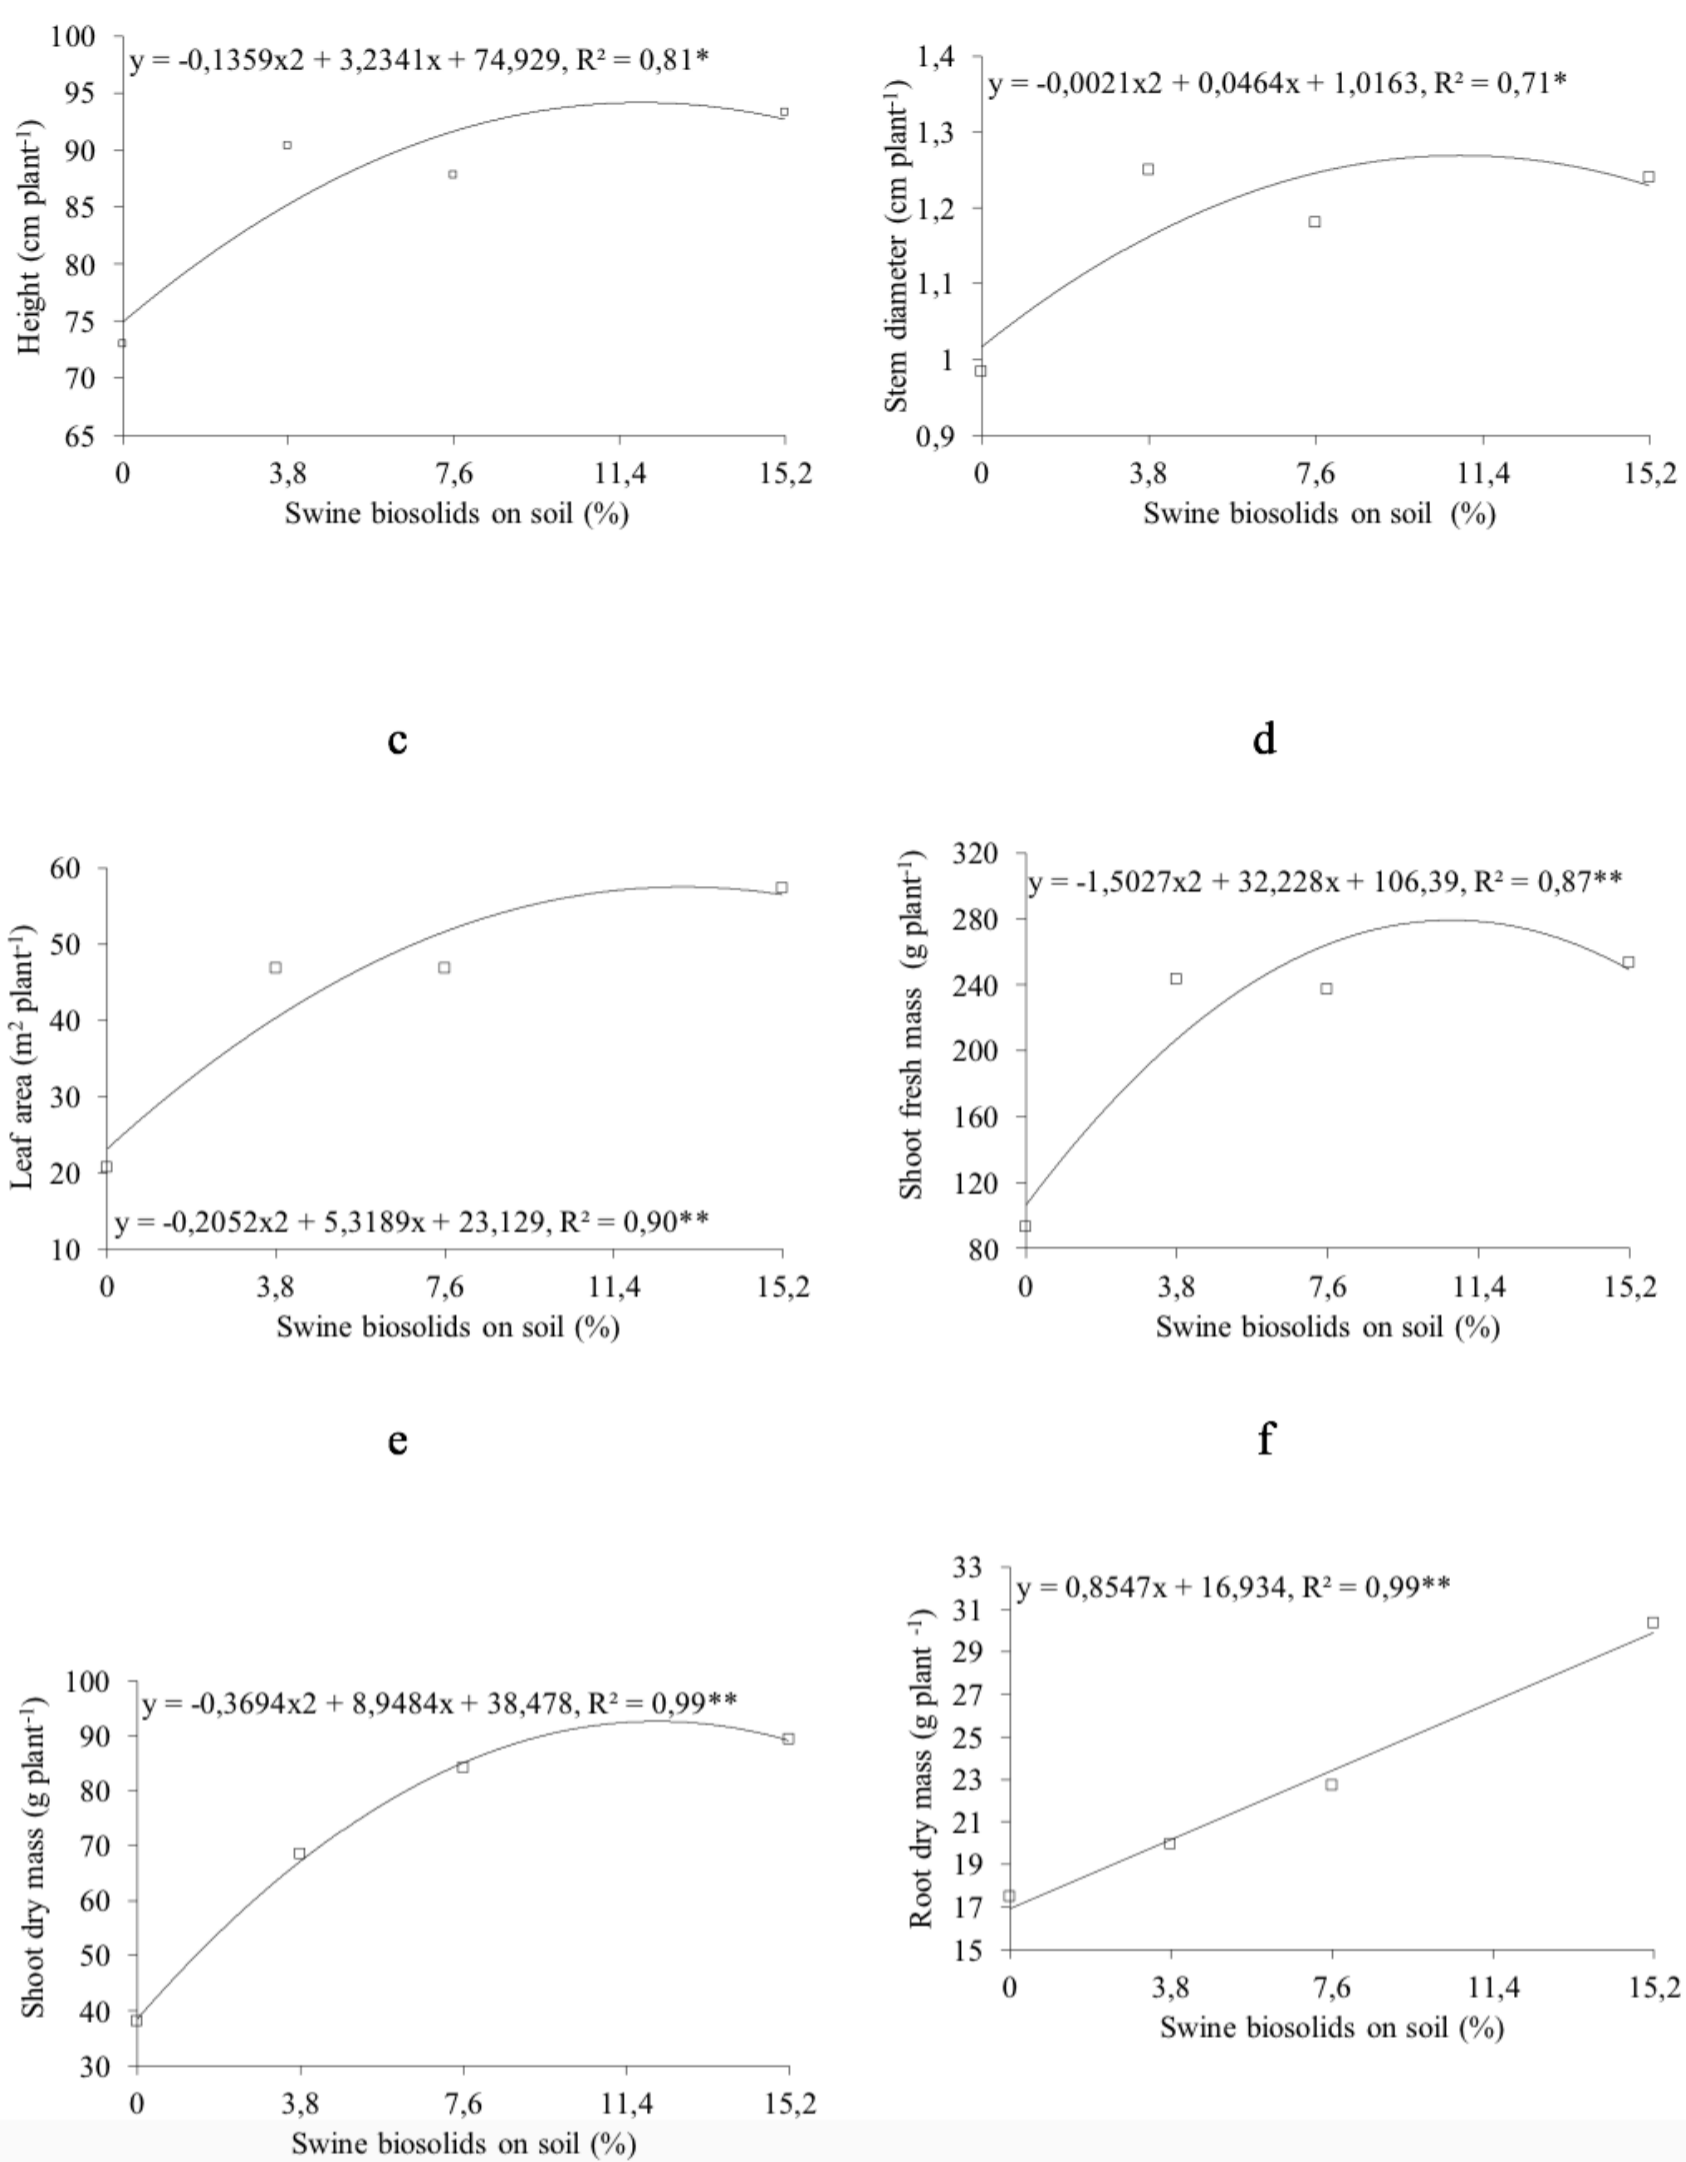 y = -0,1359x2 + 3,2341x + 74,929, R² = 0,81*
100
95
90
85
80
75
70
65
Height (cm plant⁻¹)
0 3,8 7,6 11,4 15,2
Swine biosolids on soil (%)
y = -0,0021x2 + 0,0464x + 1,0163, R² = 0,71*
1,4
1,3
1,2
1,1
1
0,9
Stem diameter (cm plant⁻¹)
0 3,8 7,6 11,4 15,2
Swine biosolids on soil (%)
c
d
60
50
40
30
20
10
Leaf area (m² plant⁻¹)
y = -0,2052x2 + 5,3189x + 23,129, R² = 0,90**
0 3,8 7,6 11,4 15,2
Swine biosolids on soil (%)
y = -1,5027x2 + 32,228x + 106,39, R² = 0,87**
320
280
240
200
160
120
80
Shoot fresh mass (g plant⁻¹)
0 3,8 7,6 11,4 15,2
Swine biosolids on soil (%)
e
f
y = -0,3694x2 + 8,9484x + 38,478, R² = 0,99**
100
90
80
70
60
50
40
30
Shoot dry mass (g plant⁻¹)
0 3,8 7,6 11,4 15,2
Swine biosolids on soil (%)
y = 0,8547x + 16,934, R² = 0,99**
33
31
29
27
25
23
21
19
17
15
Root dry mass (g plant ⁻¹)
0 3,8 7,6 11,4 15,2
Swine biosolids on soil (%)